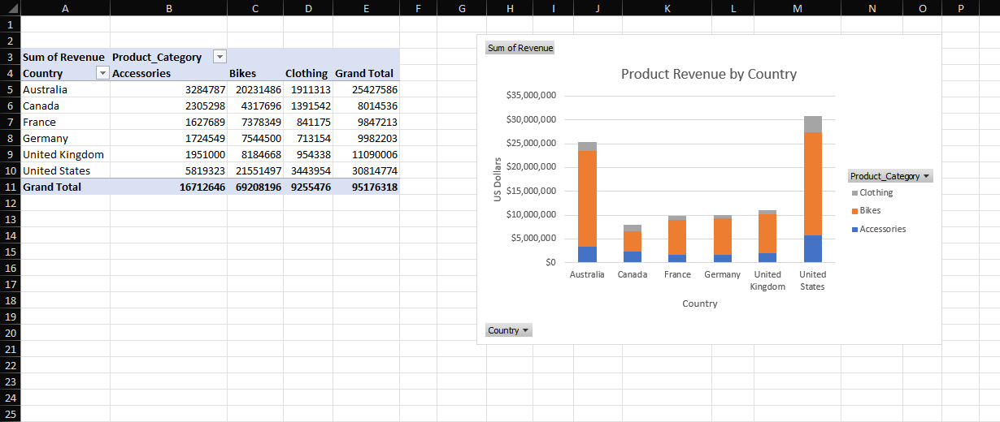 A B C D E F G H I J K L M N O P
1
2
3 Sum of Revenue Product_Category
4 Country Accessories Bikes Clothing Grand Total
5 Australia 3284787 20231486 1911313 25427586
6 Canada 2305298 4317696 1391542 8014536
7 France 1627689 7378349 841175 9847213
8 Germany 1724549 7544500 713154 9982203
9 United Kingdom 1951000 8184668 954338 11090006
10 United States 5819323 21551497 3443954 30814774
11 Grand Total 16712646 69208196 9255476 95176318
12
13
14
15
16
17
18
19
20
21
22
23
24
25
Sum of Revenue
Product Revenue by Country
US Dollars
$35,000,000
$30,000,000
$25,000,000
$20,000,000
$15,000,000
$10,000,000
$5,000,000
$0
Australia Canada France Germany United United
Kingdom States
Country
Product_Category
Clothing
Bikes
Accessories
Country